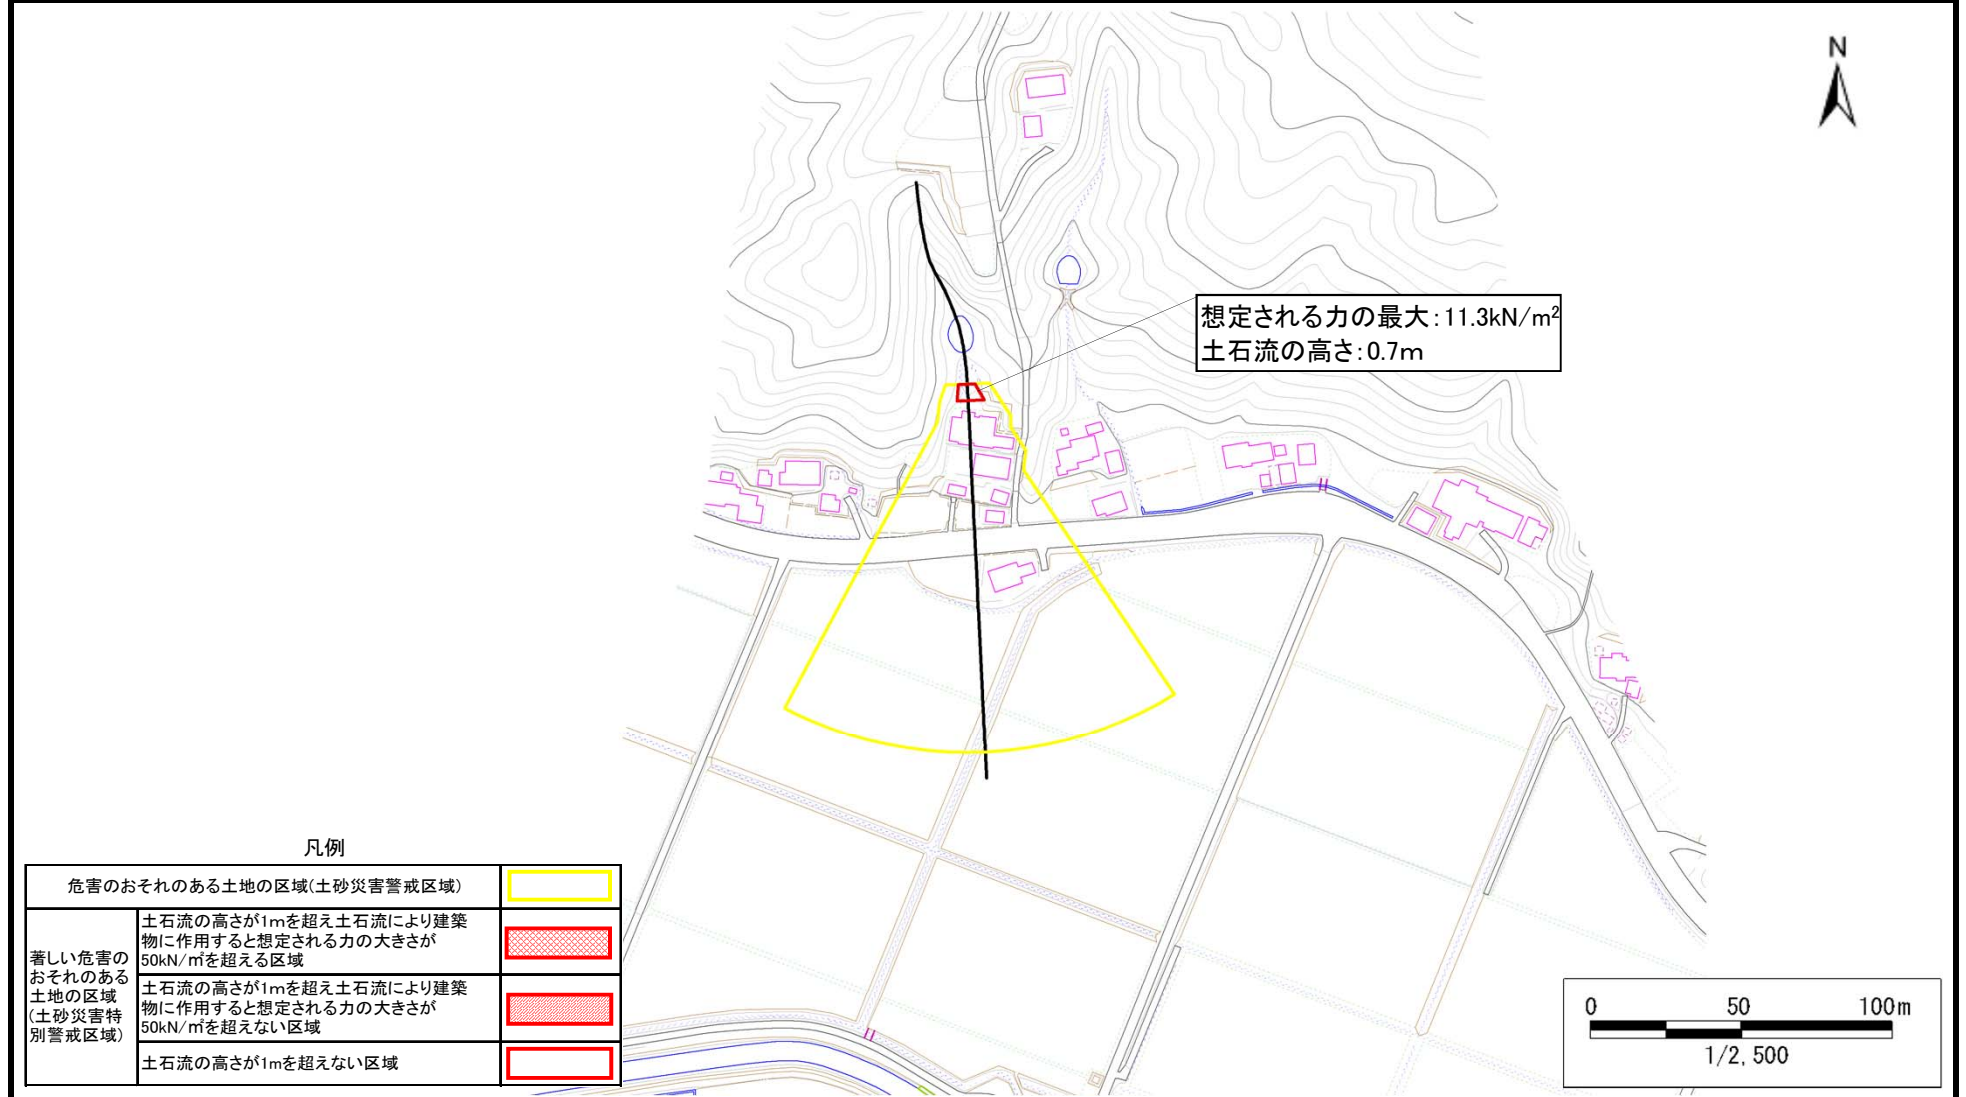 N
想定される力の最大:11.3kN/m²
土石流の高さ:0.7m
凡例
危害のおそれのある土地の区域(土砂災害警戒区域)
著しい危害の
おそれのある
土地の区域
(土砂災害特
別警戒区域)
土石流の高さが1mを超え土石流により建築
物に作用すると想定される力の大きさが
50kN/㎡を超える区域
土石流の高さが1mを超え土石流により建築
物に作用すると想定される力の大きさが
50kN/㎡を超えない区域
土石流の高さが1mを超えない区域
0 50 100m
1/2,500